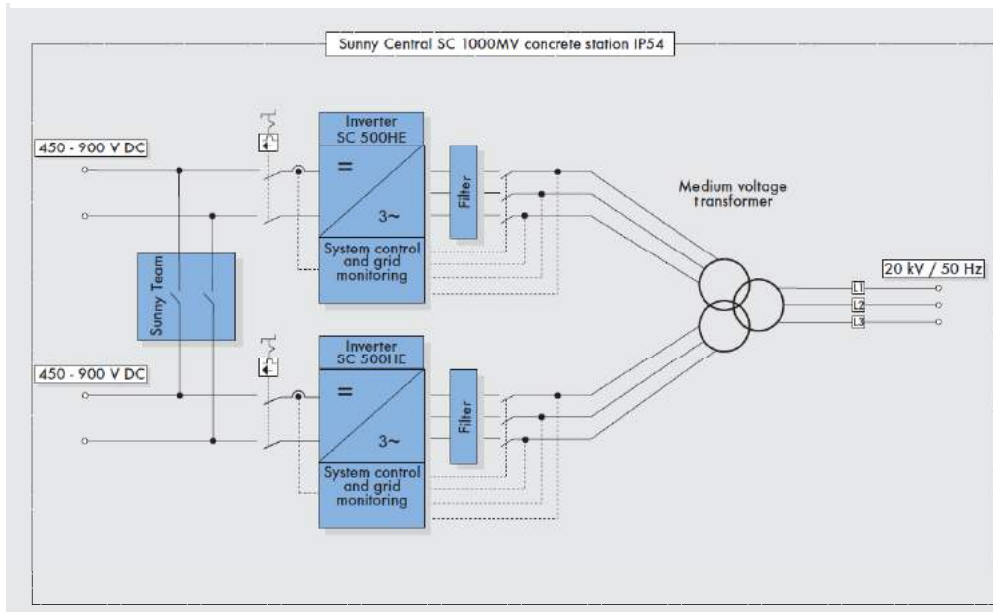 Sunny Central SC 1000MV concrete station IP54
450 - 900 V DC
Inverter
SC 500HE
=
3~
System control
and grid
monitoring
Filter
Medium voltage
transformer
20 kV / 50 Hz
L1
L2
L3
Sunny Team
450 - 900 V DC
Inverter
SC 500HE
=
3~
System control
and grid
monitoring
Filter